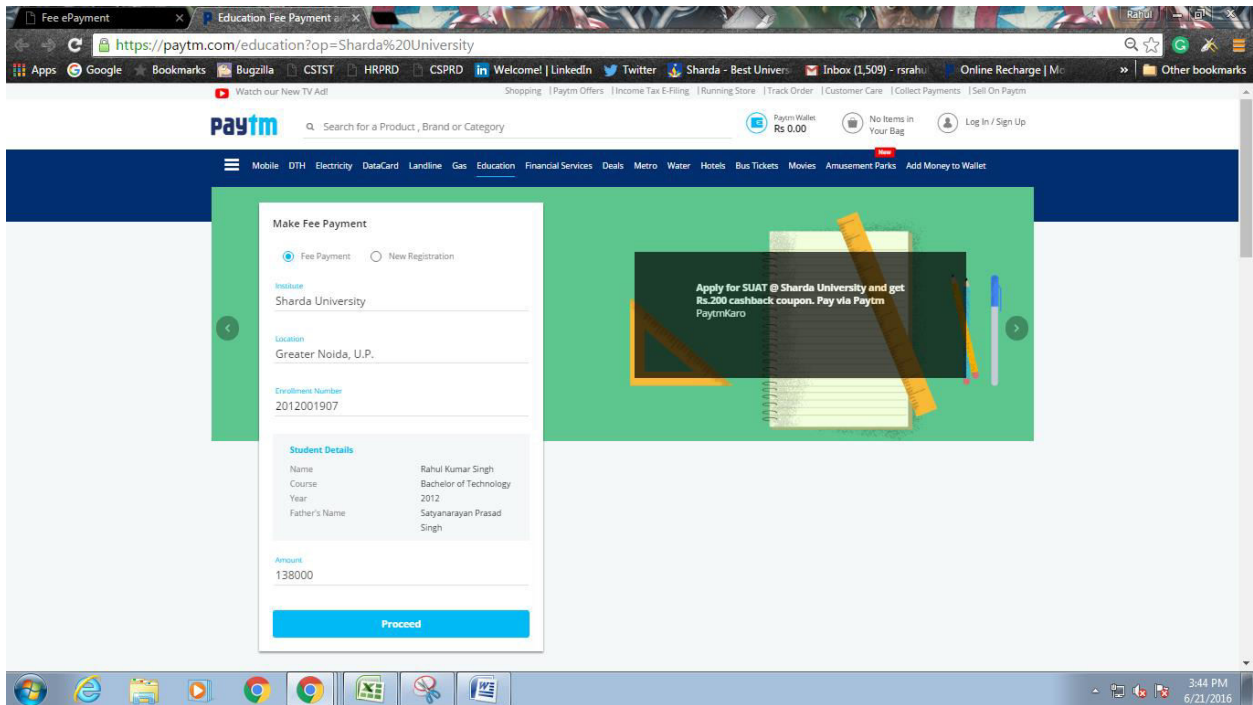 Fee ePayment
Education Fee Payment a
Rahul
https://paytm.com/education?op=Sharda%20University
Apps Google Bookmarks Bugzilla CSTST HRPRD CSPRD Welcome! | LinkedIn Twitter Sharda - Best Univers Inbox (1,509) - rsrahu Online Recharge | Mo » Other bookmarks
Watch our New TV Ad! Shopping | Paytm Offers | Income Tax E-Filing | Running Store | Track Order | Customer Care | Collect Payments | Sell On Paytm
paytm
Search for a Product , Brand or Category
Paytm Wallet
Rs 0.00
No Items in
Your Bag
Log In / Sign Up
New
Mobile DTH Electricity DataCard Landline Gas Education Financial Services Deals Metro Water Hotels Bus Tickets Movies Amusement Parks Add Money to Wallet
Make Fee Payment
Fee Payment New Registration
Institute
Sharda University
Location
Greater Noida, U.P.
Enrollment Number
2012001907
Student Details
Name Rahul Kumar Singh
Course Bachelor of Technology
Year 2012
Father's Name Satyanarayan Prasad
Singh
Amount
138000
Proceed
Apply for SUAT @ Sharda University and get
Rs.200 cashback coupon. Pay via Paytm
PaytmKaro
3:44 PM
6/21/2016